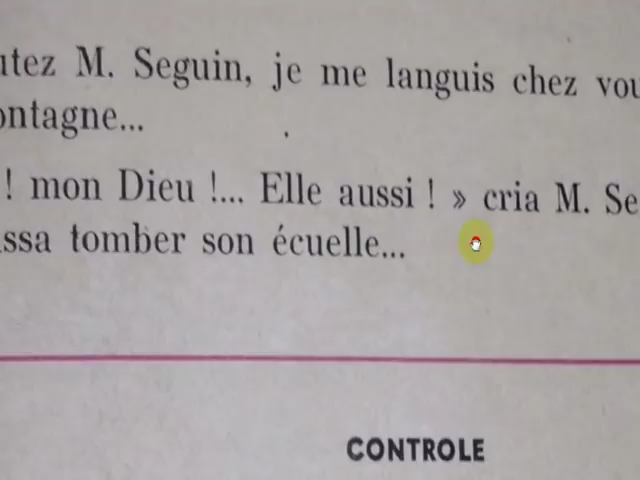 utez M. Seguin, je me languis chez vou
ontagne...
! mon Dieu !... Elle aussi ! » cria M. Se
ssa tomber son écuelle...
CONTROLE